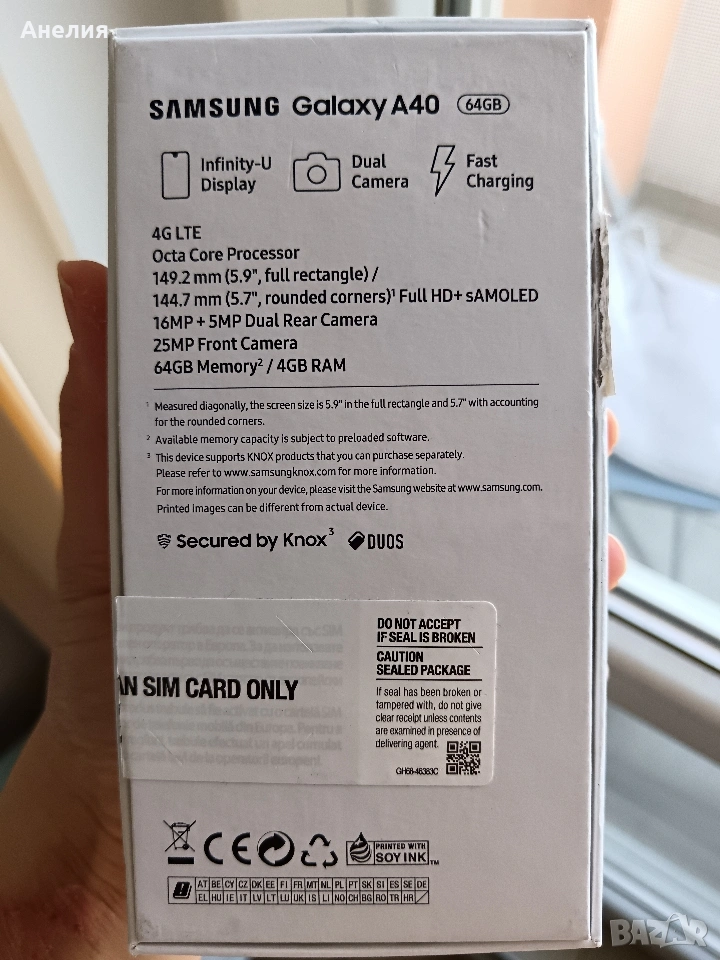 Анелия
SAMSUNG Galaxy A40 64GB
Infinity-U Display
Dual Camera
Fast Charging
4G LTE
Octa Core Processor
149.2 mm (5.9", full rectangle) /
144.7 mm (5.7", rounded corners)¹ Full HD+ sAMOLED
16MP + 5MP Dual Rear Camera
25MP Front Camera
64GB Memory² / 4GB RAM
¹ Measured diagonally, the screen size is 5.9" in the full rectangle and 5.7" with accounting
for the rounded corners.
² Available memory capacity is subject to preloaded software.
³ This device supports KNOX products that you can purchase separately.
Please refer to www.samsungknox.com for more information.
For more information on your device, please visit the Samsung website at www.samsung.com.
Printed images can be different from actual device.
Secured by Knox³ DUOS
SIM CARD ONLY
DO NOT ACCEPT
IF SEAL IS BROKEN
CAUTION
SEALED PACKAGE
If seal has been broken or
tampered with, do not give
clear receipt unless contents
are examined in presence of
delivering agent.
GH68-46383C
CE
PRINTED WITH
SOY INK TM
AT BE CY CZ DK EE FI FR MT NL PL PT SK SI ES SE DE
EL HU IE IT LV LT LU UK IS LI NO CH BG RO TR HR
BAZAR